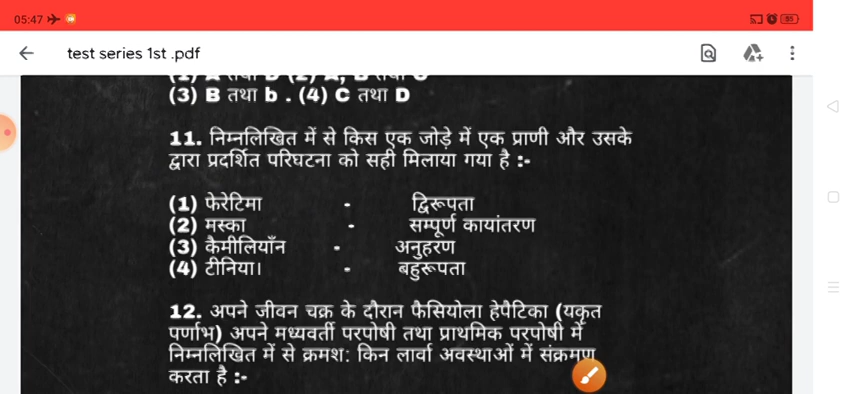 05:47
85
test series 1st .pdf
(3) B तथा b . (4) C तथा D
11. निम्नलिखित में से किस एक जोड़े में एक प्राणी और उसके
द्वारा प्रदर्शित परिघटना को सही मिलाया गया है :-
(1) फेरेटिमा - द्विरूपता
(2) मस्का - सम्पूर्ण कायांतरण
(3) कैमीलियाँन - अनुहरण
(4) टीनिया। - बहुरूपता
12. अपने जीवन चक्र के दौरान फैसियोला हेपैटिका (यकृत
पर्णाभ) अपने मध्यवर्ती परपोषी तथा प्राथमिक परपोषी में
निम्नलिखित में से क्रमश: किन लार्वा अवस्थाओं में संक्रमण
करता है :-